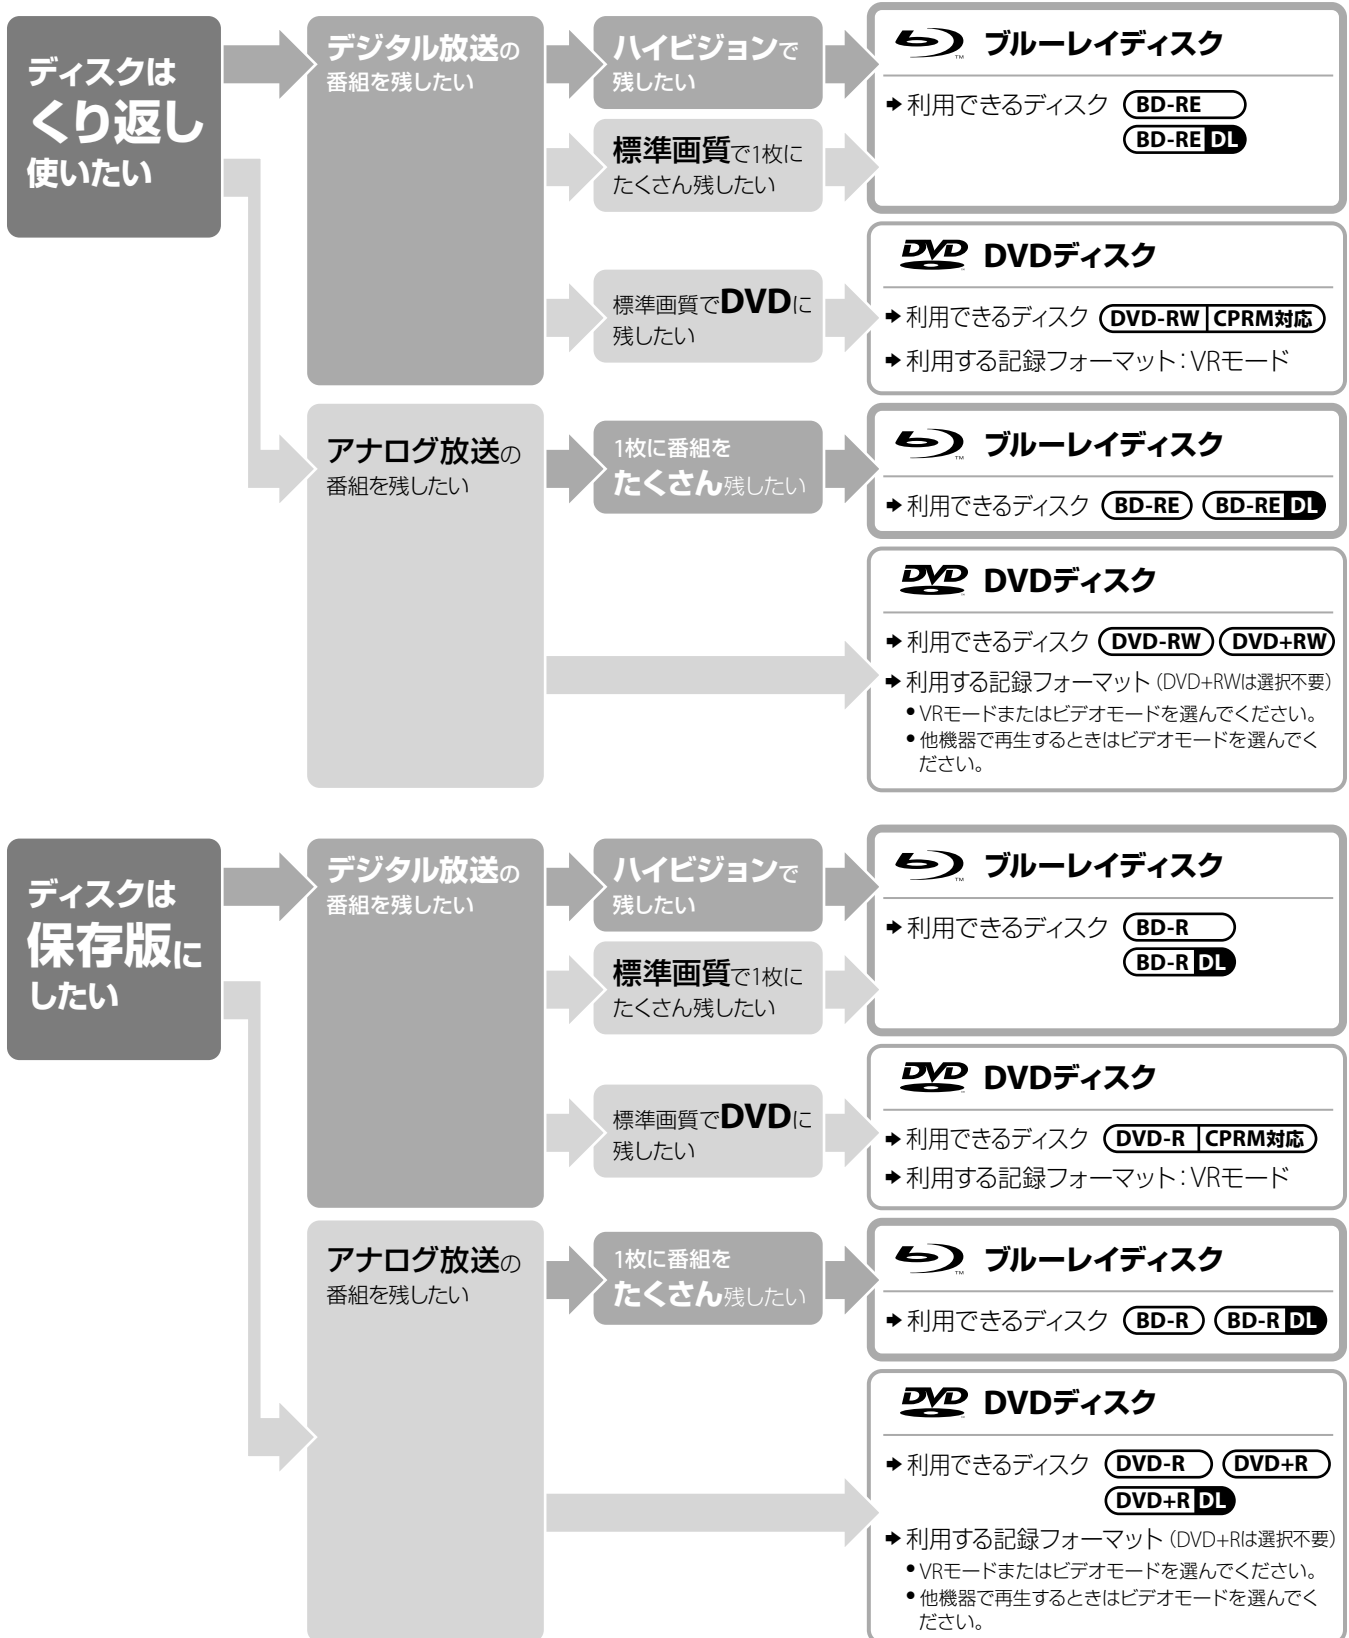 ディスクは
くり返し
使いたい
デジタル放送の
番組を残したい
ハイビジョンで
残したい
標準画質で1枚に
たくさん残したい
ブルーレイディスク
利用できるディスク BD-RE
BD-RE DL
標準画質でDVDに
残したい
DVD DVDディスク
利用できるディスク DVD-RW CPRM対応
利用する記録フォーマット：VRモード
アナログ放送の
番組を残したい
1枚に番組を
たくさん残したい
ブルーレイディスク
利用できるディスク BD-RE BD-RE DL
DVD DVDディスク
利用できるディスク DVD-RW DVD+RW
利用する記録フォーマット（DVD+RWは選択不要）
•VRモードまたはビデオモードを選んでください。
•他機器で再生するときはビデオモードを選んでく
ださい。
ディスクは
保存版に
したい
デジタル放送の
番組を残したい
ハイビジョンで
残したい
標準画質で1枚に
たくさん残したい
ブルーレイディスク
利用できるディスク BD-R
BD-R DL
標準画質でDVDに
残したい
DVD DVDディスク
利用できるディスク DVD-R CPRM対応
利用する記録フォーマット：VRモード
アナログ放送の
番組を残したい
1枚に番組を
たくさん残したい
ブルーレイディスク
利用できるディスク BD-R BD-R DL
DVD DVDディスク
利用できるディスク DVD-R DVD+R
DVD+R DL
利用する記録フォーマット（DVD+Rは選択不要）
•VRモードまたはビデオモードを選んでください。
•他機器で再生するときはビデオモードを選んでく
ださい。